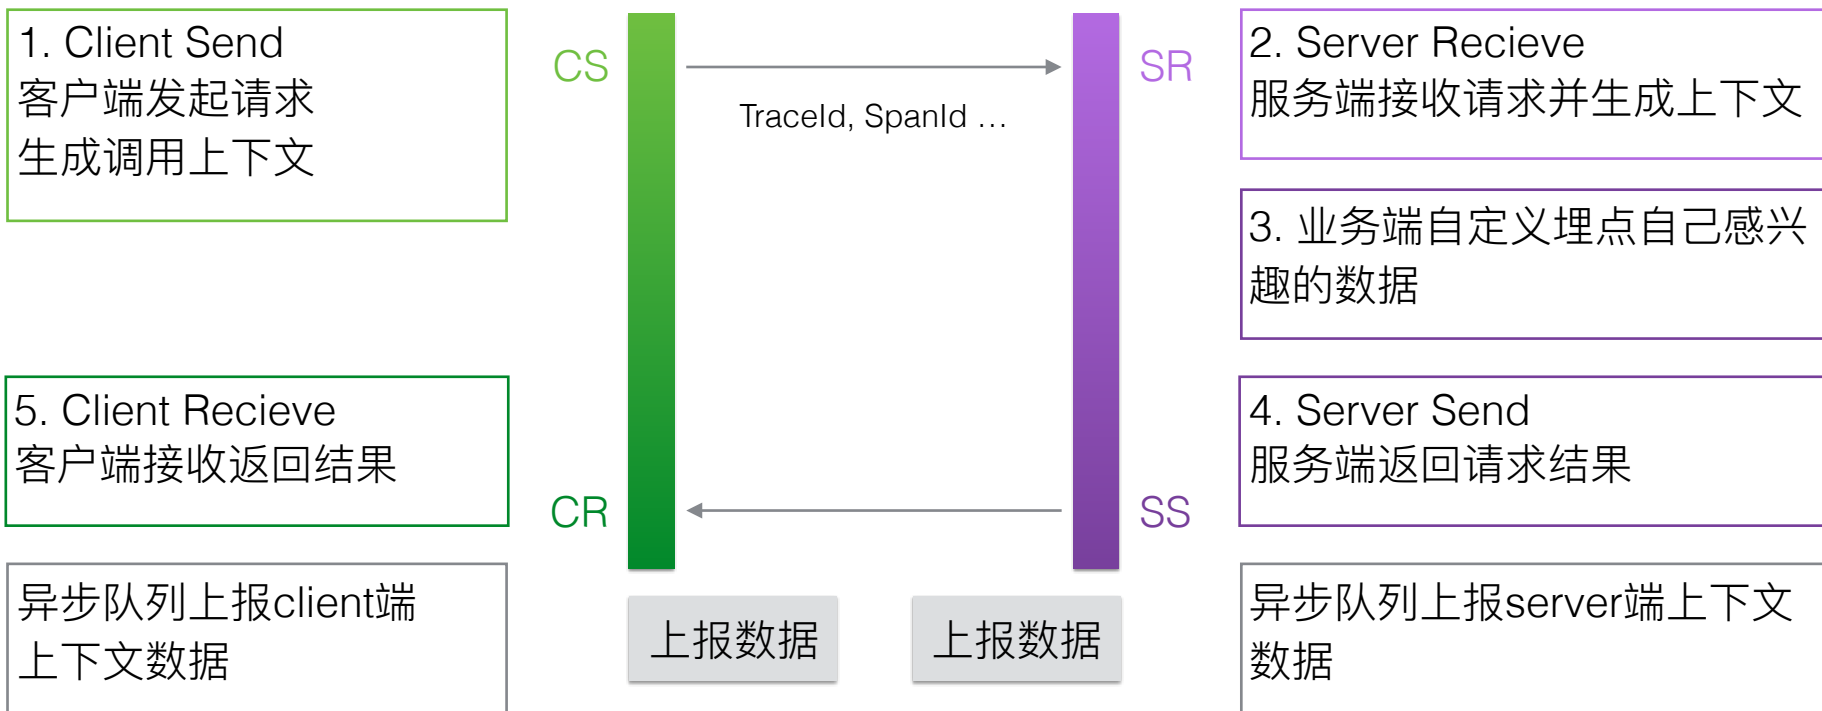 1. Client Send
客户端发起请求
生成调用上下文
CS
TraceId, SpanId ...
SR
2. Server Recieve
服务端接收请求并生成上下文
3. 业务端自定义埋点自己感兴
趣的数据
5. Client Recieve
客户端接收返回结果
CR
SS
4. Server Send
服务端返回请求结果
异步队列上报client端
上下文数据
上报数据
上报数据
异步队列上报server端上下文
数据